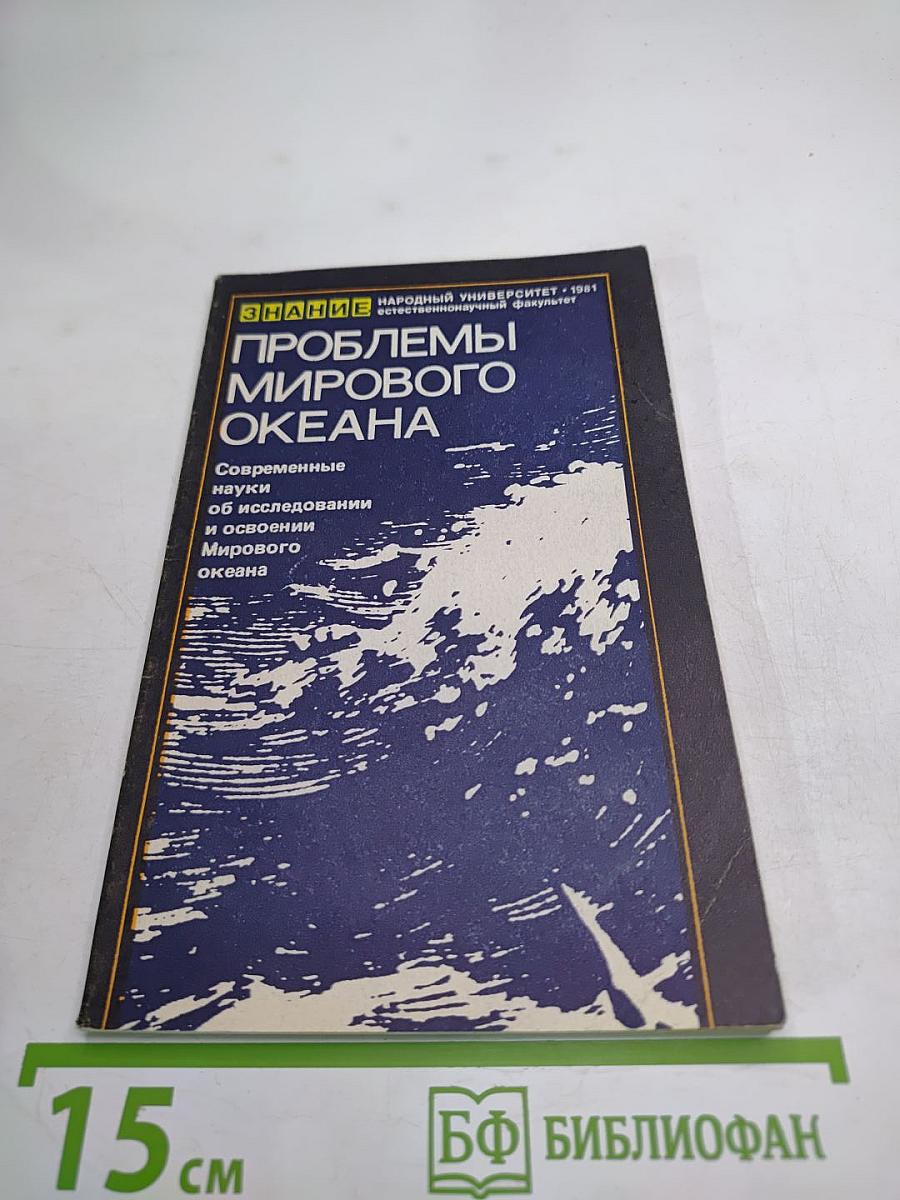 ЗНАНИЕ
НАРОДНЫЙ УНИВЕРСИТЕТ • 1981
естественнонаучный факультет
ПРОБЛЕМЫ
МИРОВОГО
ОКЕАНА
Современные
науки
об исследовании
и освоении
Мирового
океана
15 см
БФ БИБЛИОФАН